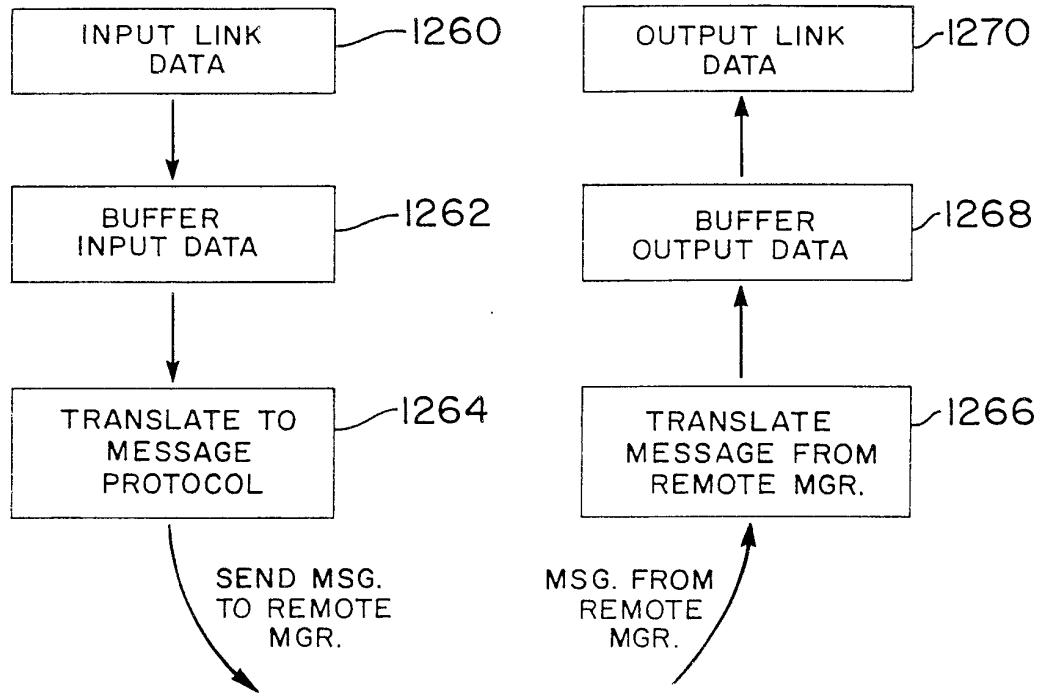 INPUT LINK
DATA
1260
BUFFER
INPUT DATA
1262
TRANSLATE TO
MESSAGE
PROTOCOL
1264
SEND MSG.
TO REMOTE
MGR.
OUTPUT LINK
DATA
1270
BUFFER
OUTPUT DATA
1268
TRANSLATE
MESSAGE FROM
REMOTE MGR.
1266
MSG. FROM
REMOTE
MGR.